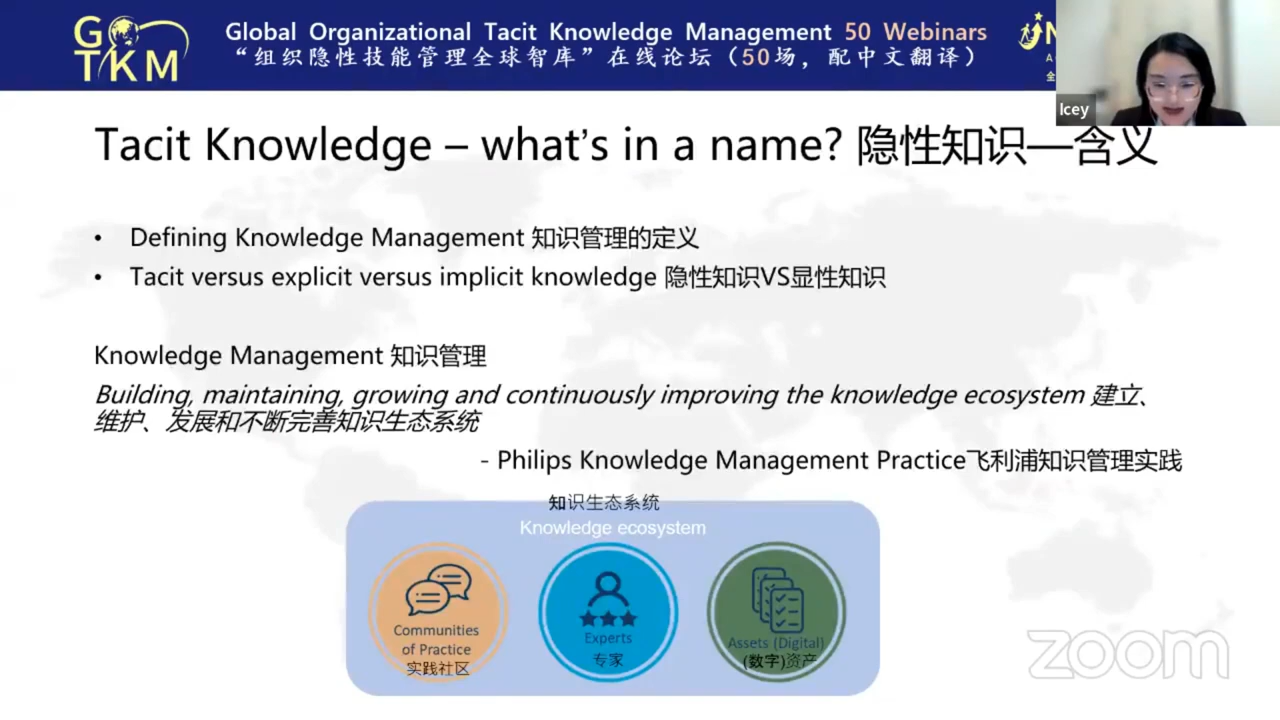 G TKM
Global Organizational Tacit Knowledge Management 50 Webinars
“组织隐性技能管理全球智库”在线论坛（50场，配中文翻译）
N
A
全
Icey
Tacit Knowledge – what’s in a name? 隐性知识—含义
• Defining Knowledge Management 知识管理的定义
• Tacit versus explicit versus implicit knowledge 隐性知识VS显性知识
Knowledge Management 知识管理
Building, maintaining, growing and continuously improving the knowledge ecosystem 建立、
维护、发展和不断完善知识生态系统
- Philips Knowledge Management Practice飞利浦知识管理实践
知识生态系统
Knowledge ecosystem
Communities
of Practice
实践社区
Experts
专家
Assets (Digital)
(数字)资产
zoom